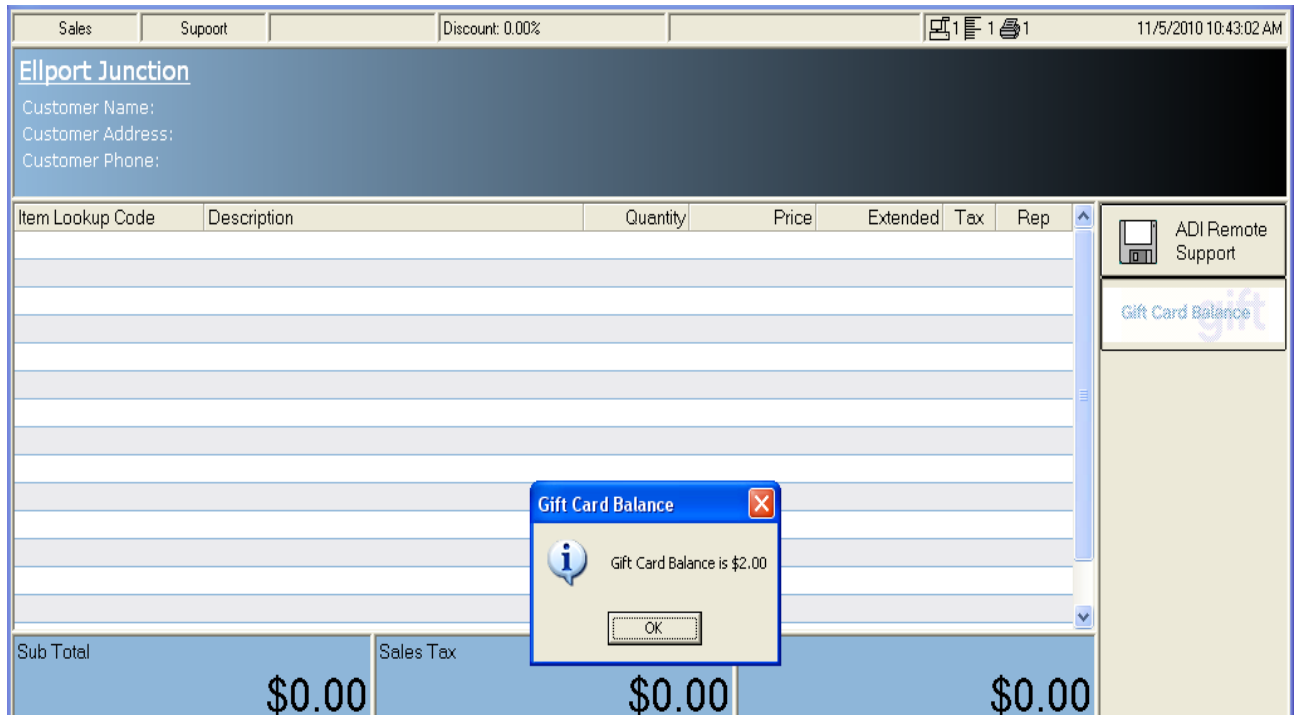 Sales Supoort Discount: 0.00% 1 1 1 11/5/2010 10:43:02 AM
Ellport Junction
Customer Name:
Customer Address:
Customer Phone:
Item Lookup Code Description Quantity Price Extended Tax Rep
ADI Remote
Support
Gift Card Balance
gift
Gift Card Balance
Gift Card Balance is $2.00
OK
Sub Total Sales Tax
$0.00 $0.00 $0.00